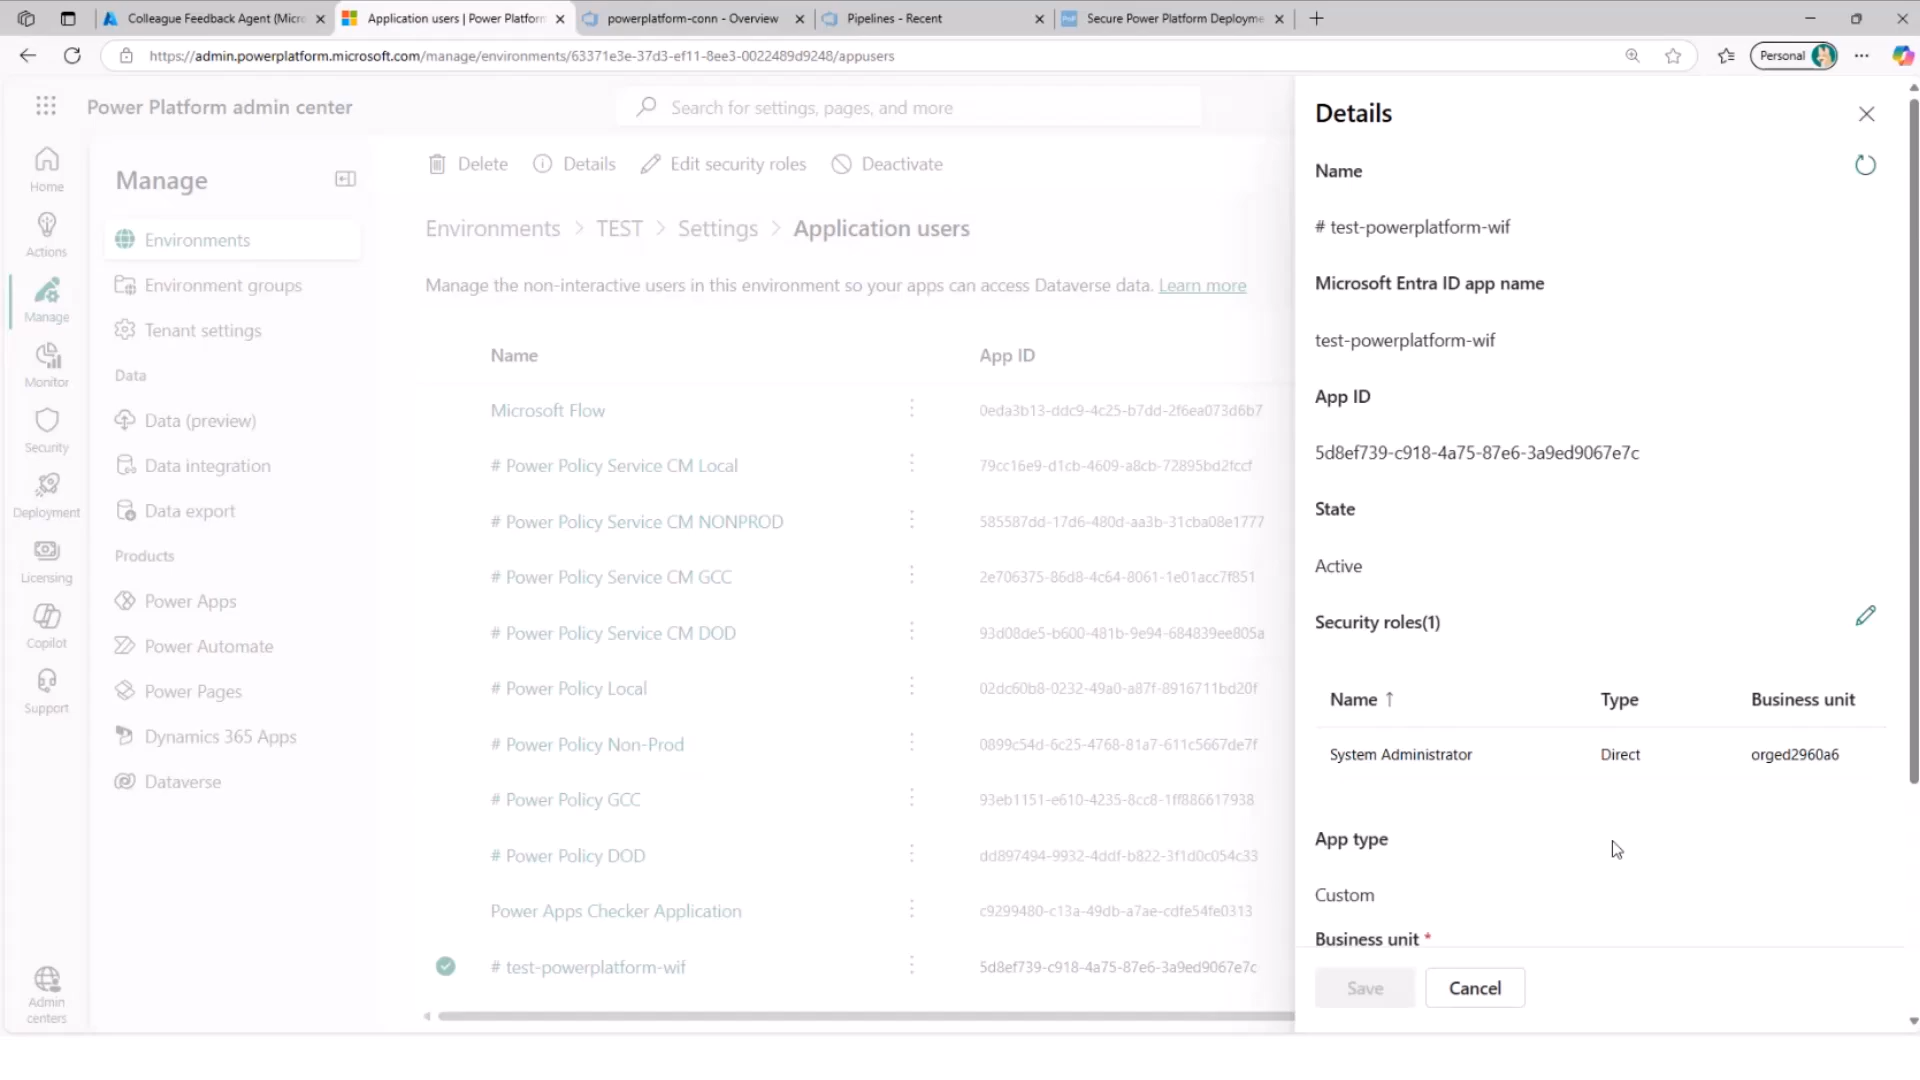 Colleague Feedback Agent (Micr
Application users | Power Platform
powerplatform-conn - Overview
Pipelines - Recent
Secure Power Platform Deployme
https://admin.powerplatform.microsoft.com/manage/environments/63371e3e-37d3-ef11-8ee3-0022489d9248/appusers
Personal
Power Platform admin center
Search for settings, pages, and more
Home
Actions
Manage
Monitor
Security
Deployment
Licensing
Copilot
Support
Admin
centers
Manage
Environments
Environment groups
Tenant settings
Data
Data (preview)
Data integration
Data export
Products
Power Apps
Power Automate
Power Pages
Dynamics 365 Apps
Dataverse
Delete
Details
Edit security roles
Deactivate
Environments > TEST > Settings > Application users
Manage the non-interactive users in this environment so your apps can access Dataverse data. Learn more
Name App ID
Microsoft Flow 0eda3b13-ddc9-4c25-b7dd-2f6ea073d6b7
# Power Policy Service CM Local 79cc16e9-d1cb-4609-a8cb-72895bd2fccf
# Power Policy Service CM NONPROD 585587dd-17d6-480d-aa3b-31cba08e1777
# Power Policy Service CM GCC 2e706375-86d8-4c64-8061-1e01acc7f851
# Power Policy Service CM DOD 93d08de5-b600-481b-9e94-684839ee805a
# Power Policy Local 02dc60b8-0232-49a0-a87f-8916711bd20f
# Power Policy Non-Prod 0899c54d-6c25-4768-81a7-611c5667de7f
# Power Policy GCC 93eb1151-e610-4235-8cc8-1ff886617938
# Power Policy DOD dd897494-9932-4ddf-b822-3f1d0c054c33
Power Apps Checker Application c9299480-c13a-49db-a7ae-cdfe54fe0313
# test-powerplatform-wif 5d8ef739-c918-4a75-87e6-3a9ed9067e7c
Details
Name
# test-powerplatform-wif
Microsoft Entra ID app name
test-powerplatform-wif
App ID
5d8ef739-c918-4a75-87e6-3a9ed9067e7c
State
Active
Security roles(1)
Name ↑ Type Business unit
System Administrator Direct orged2960a6
App type
Custom
Business unit *
Save
Cancel